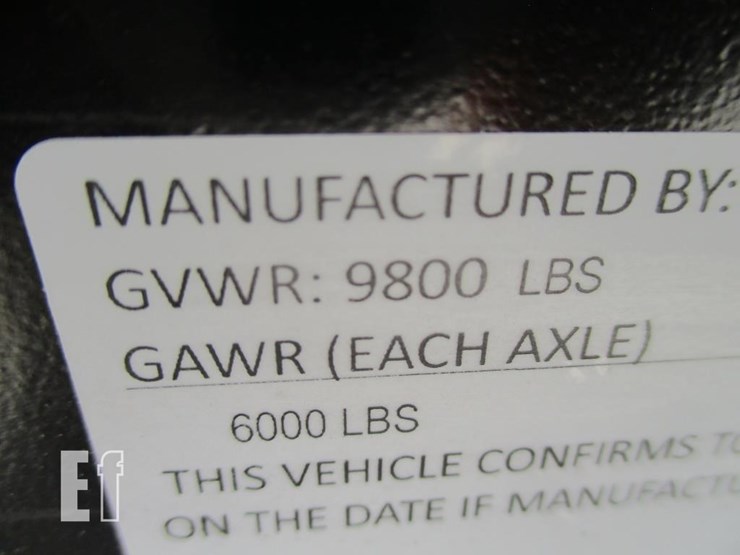 MANUFACTURED BY:
GVWR: 9800 LBS
GAWR (EACH AXLE)
6000 LBS
THIS VEHICLE CONFIRMS
ON THE DATE IF
Ef